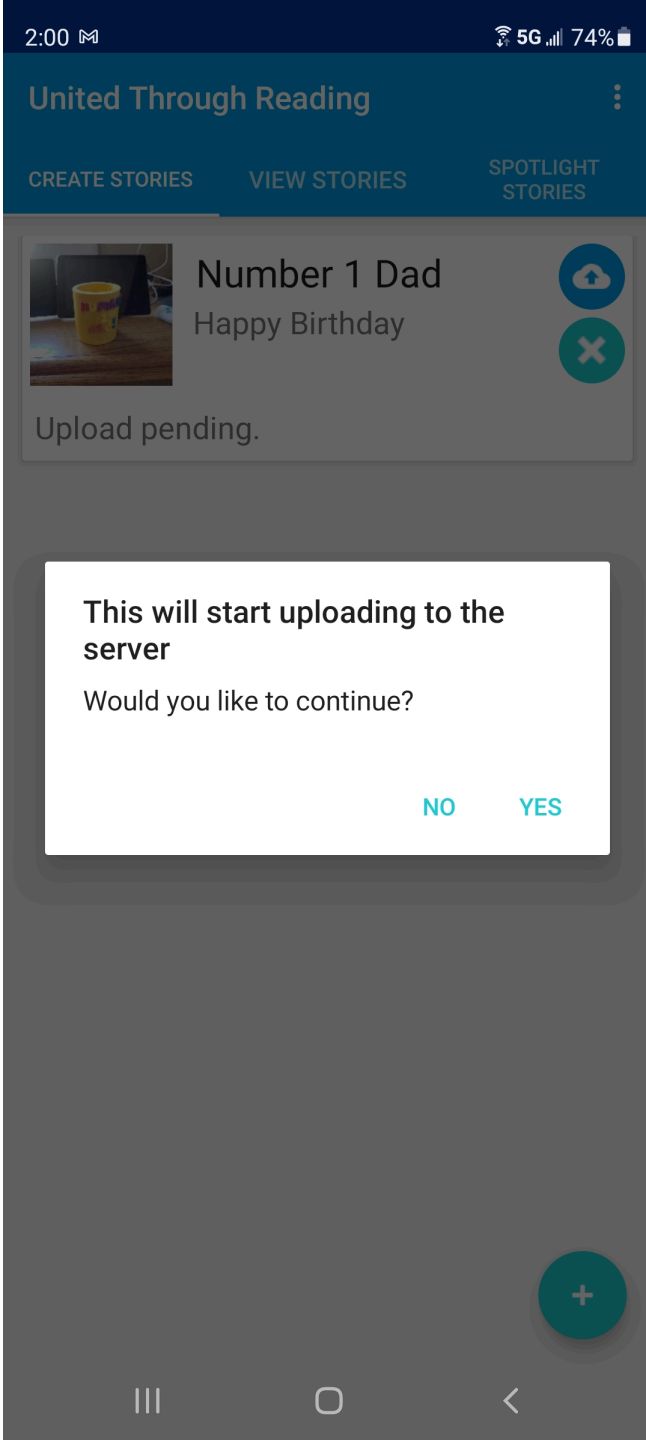 2:00 5G 74%
United Through Reading
CREATE STORIES VIEW STORIES SPOTLIGHT
STORIES
Number 1 Dad
Happy Birthday
Upload pending.
This will start uploading to the
server
Would you like to continue?
NO YES